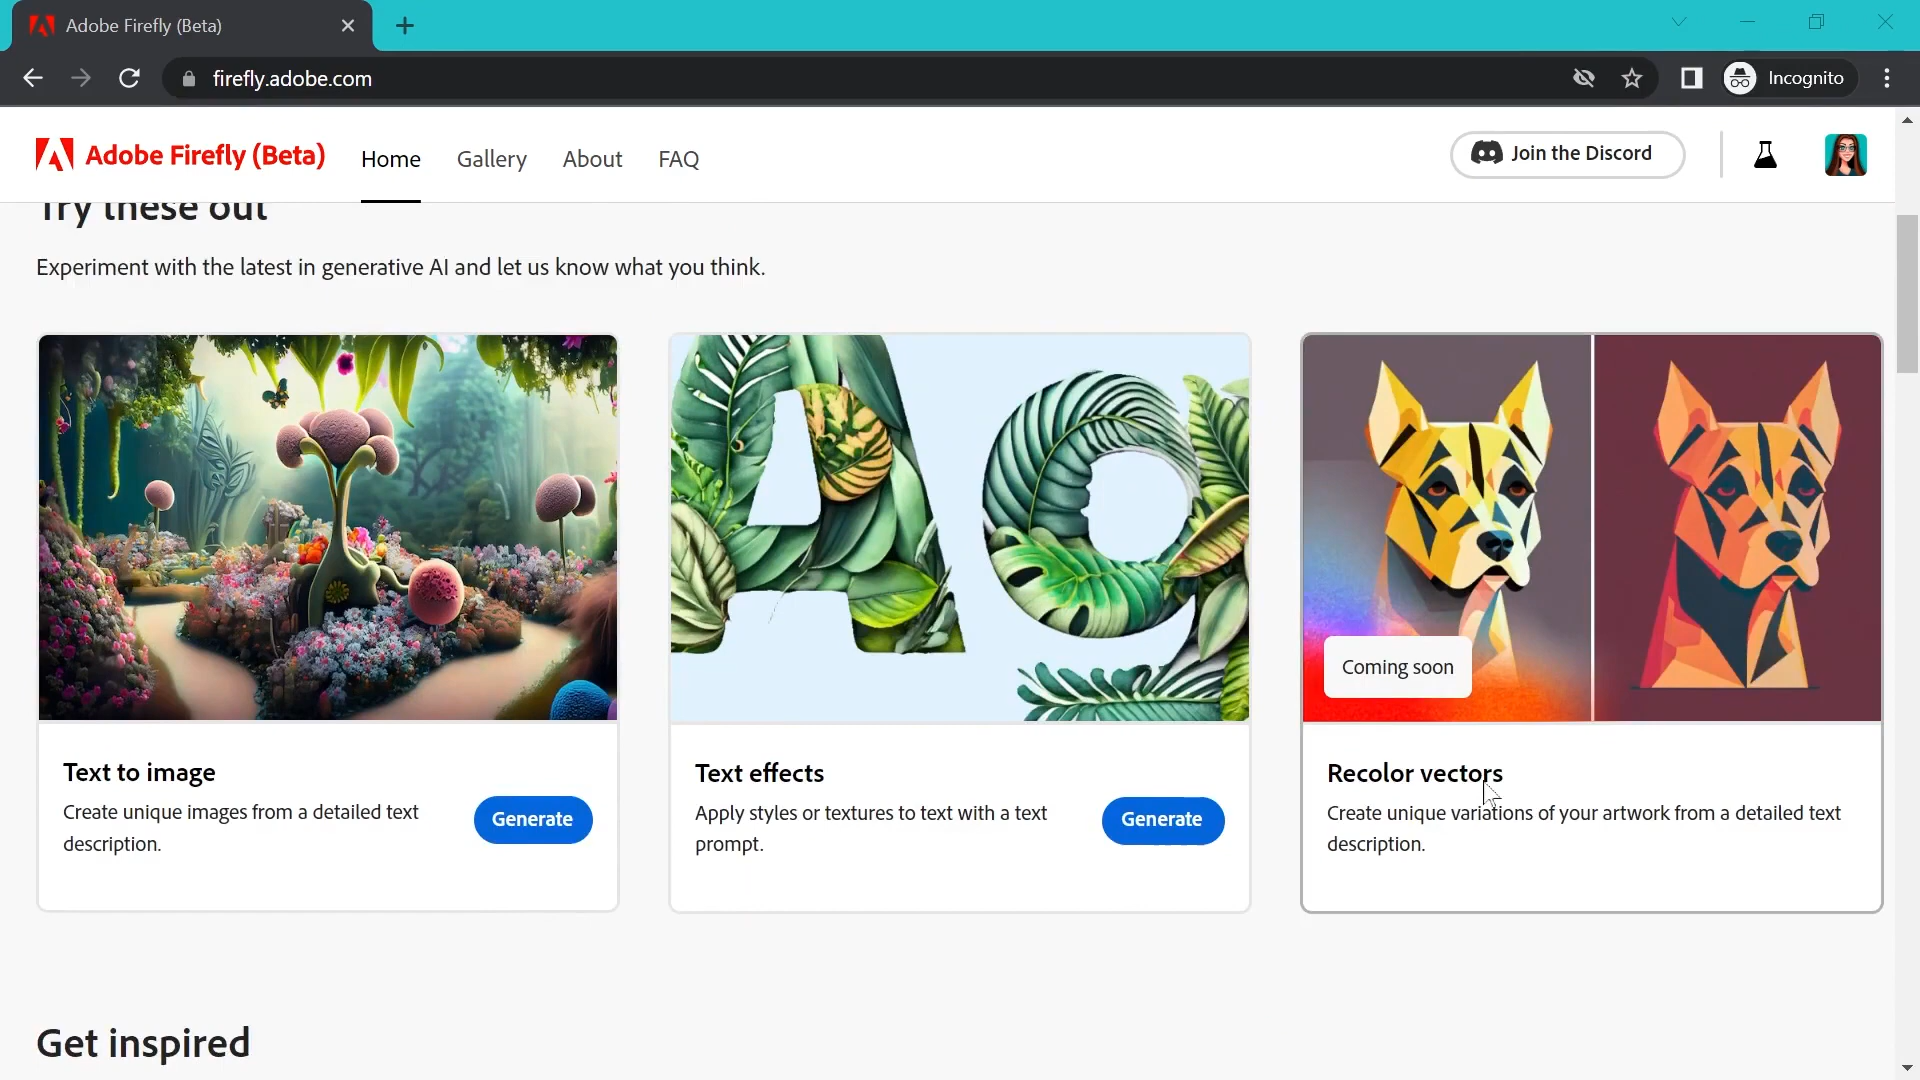 Adobe Firefly (Beta)
firefly.adobe.com
Incognito
Adobe Firefly (Beta)
Home
Gallery
About
FAQ
Join the Discord
Try these out
Experiment with the latest in generative AI and let us know what you think.
Coming soon
Text to image
Create unique images from a detailed text
description.
Generate
Text effects
Apply styles or textures to text with a text
prompt.
Generate
Recolor vectors
Create unique variations of your artwork from a detailed text
description.
Get inspired